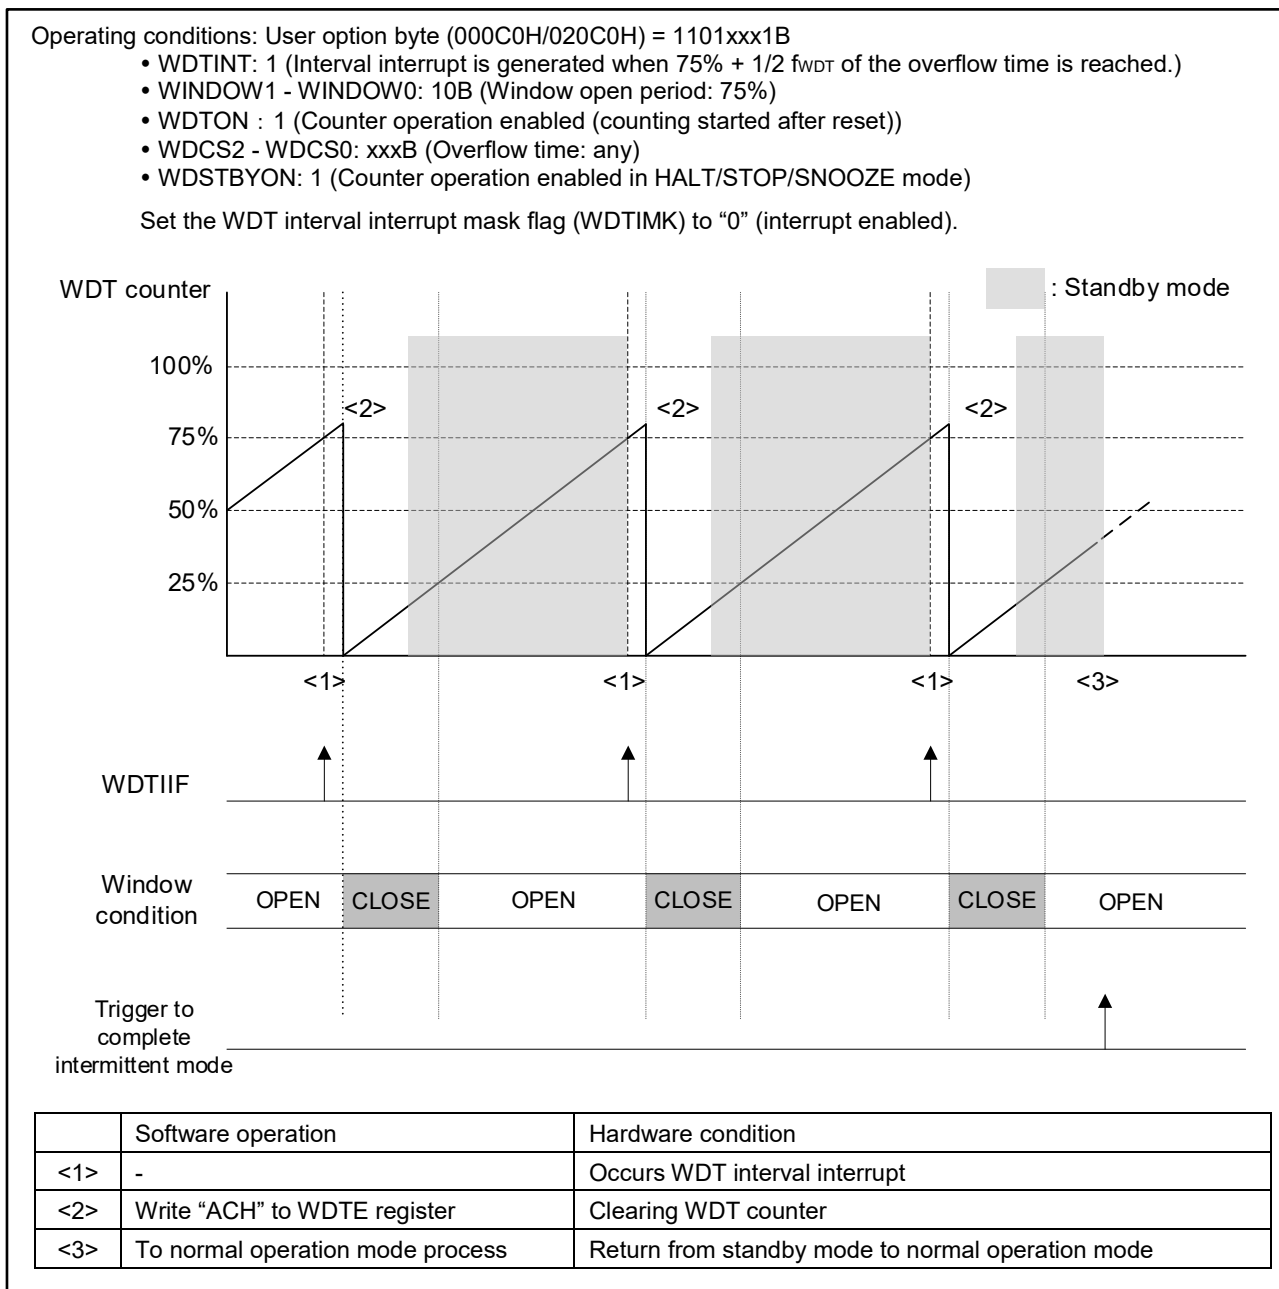 Operating conditions: User option byte (000C0H/020C0H) = 1101xxx1B
• WDTINT: 1 (Interval interrupt is generated when 75% + 1/2 fWDT of the overflow time is reached.)
• WINDOW1 - WINDOW0: 10B (Window open period: 75%)
• WDTON : 1 (Counter operation enabled (counting started after reset))
• WDCS2 - WDCS0: xxxB (Overflow time: any)
• WDSTBYON: 1 (Counter operation enabled in HALT/STOP/SNOOZE mode)
Set the WDT interval interrupt mask flag (WDTIMK) to “0” (interrupt enabled).
WDT counter
: Standby mode
100%
<2> <2> <2>
75%
50%
25%
<1> <1> <1> <3>
WDTIIF
Window
condition
OPEN CLOSE OPEN CLOSE OPEN CLOSE OPEN
Trigger to
complete
intermittent mode
Software operation Hardware condition
<1> - Occurs WDT interval interrupt
<2> Write “ACH” to WDTE register Clearing WDT counter
<3> To normal operation mode process Return from standby mode to normal operation mode